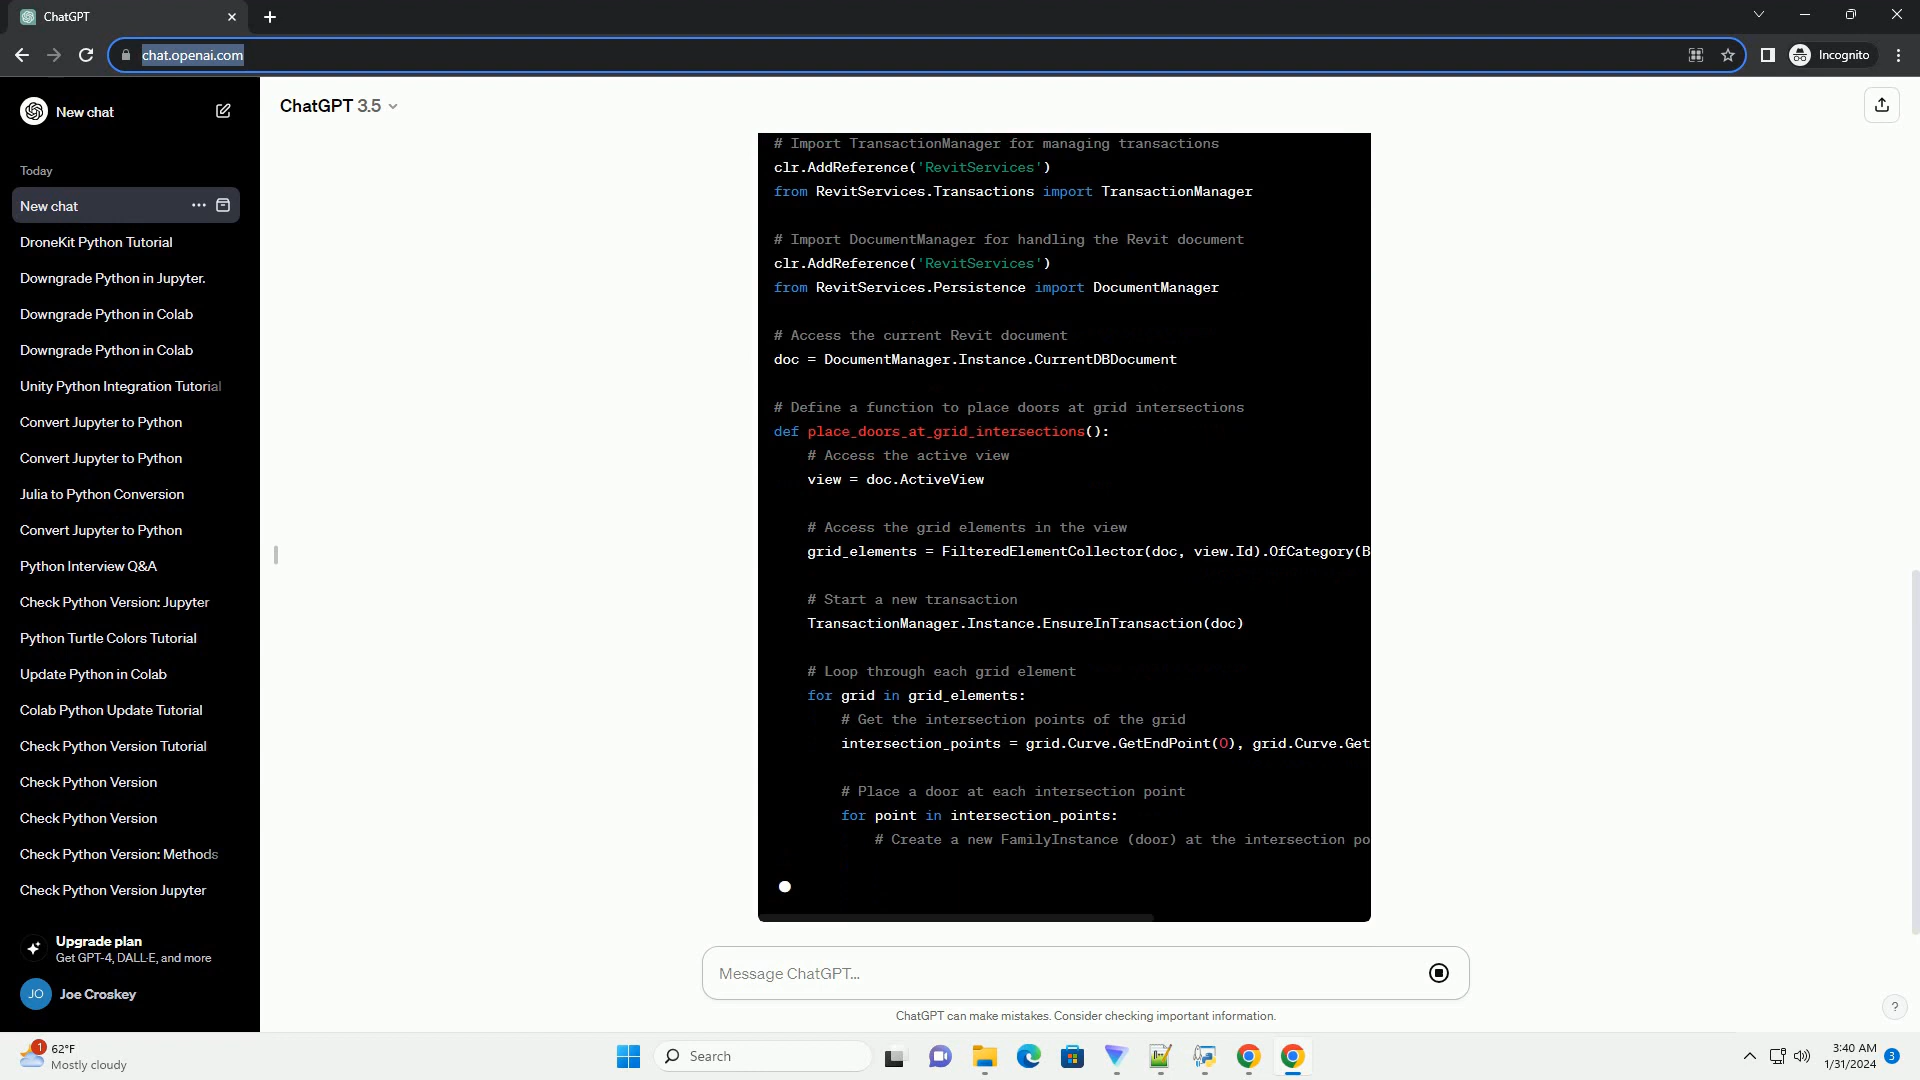 ChatGPT
chat.openai.com
Incognito
New chat
Today
New chat
DroneKit Python Tutorial
Downgrade Python in Jupyter.
Downgrade Python in Colab
Downgrade Python in Colab
Unity Python Integration Tutorial
Convert Jupyter to Python
Convert Jupyter to Python
Julia to Python Conversion
Convert Jupyter to Python
Python Interview Q&A
Check Python Version: Jupyter
Python Turtle Colors Tutorial
Update Python in Colab
Colab Python Update Tutorial
Check Python Version Tutorial
Check Python Version
Check Python Version
Check Python Version: Methods
Check Python Version Jupyter
Upgrade plan
Get GPT-4, DALL·E, and more
JO Joe Croskey
ChatGPT 3.5
# Import TransactionManager for managing transactions
clr.AddReference('RevitServices')
from RevitServices.Transactions import TransactionManager
# Import DocumentManager for handling the Revit document
clr.AddReference('RevitServices')
from RevitServices.Persistence import DocumentManager
# Access the current Revit document
doc = DocumentManager.Instance.CurrentDBDocument
# Define a function to place doors at grid intersections
def place_doors_at_grid_intersections():
# Access the active view
view = doc.ActiveView
# Access the grid elements in the view
grid_elements = FilteredElementCollector(doc, view.Id).OfCategory(B
# Start a new transaction
TransactionManager.Instance.EnsureInTransaction(doc)
# Loop through each grid element
for grid in grid_elements:
# Get the intersection points of the grid
intersection_points = grid.Curve.GetEndPoint(0), grid.Curve.Get
# Place a door at each intersection point
for point in intersection_points:
# Create a new FamilyInstance (door) at the intersection po
Message ChatGPT...
ChatGPT can make mistakes. Consider checking important information.
?
1
62°F
Mostly cloudy
Search
3:40 AM
1/31/2024
3